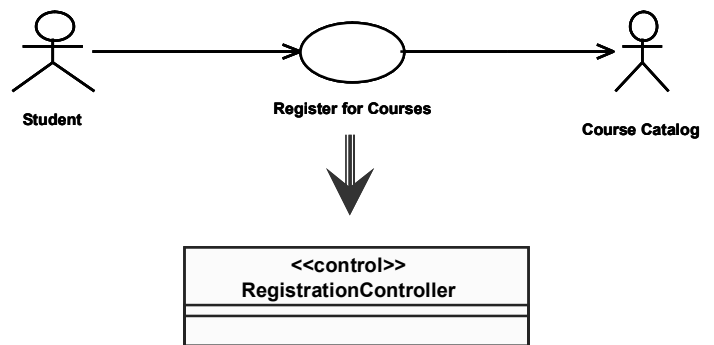 Student
Register for Courses
Course Catalog
<<control>>
RegistrationController